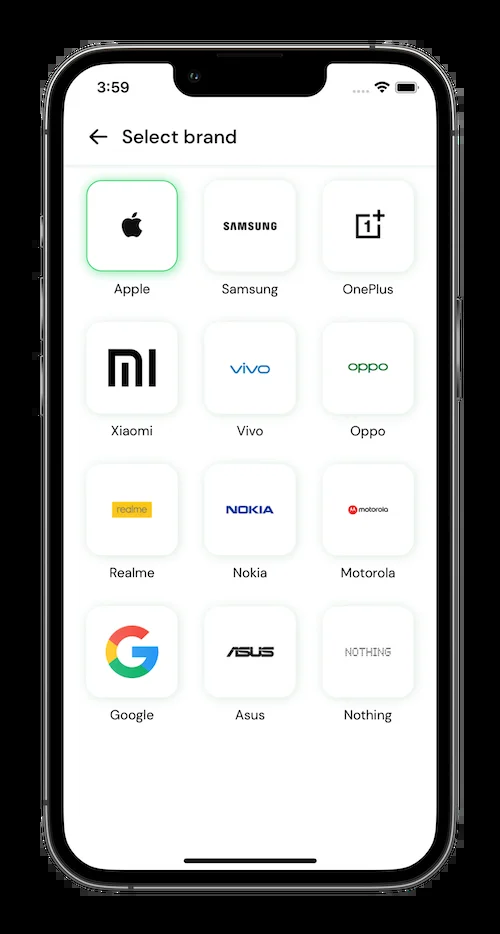 3:59
Select brand
SAMSUNG
1
Apple Samsung OnePlus
mi vivo oppo
Xiaomi Vivo Oppo
realme NOKIA motorola
Realme Nokia Motorola
G ASUS NOTHING
Google Asus Nothing